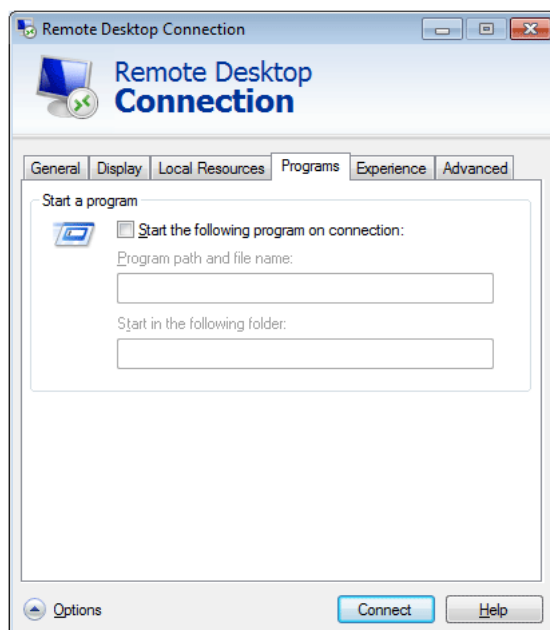 Remote Desktop Connection
Remote Desktop
Connection
General Display Local Resources Programs Experience Advanced
Start a program
Start the following program on connection:
Program path and file name:
Start in the following folder:
Options Connect Help